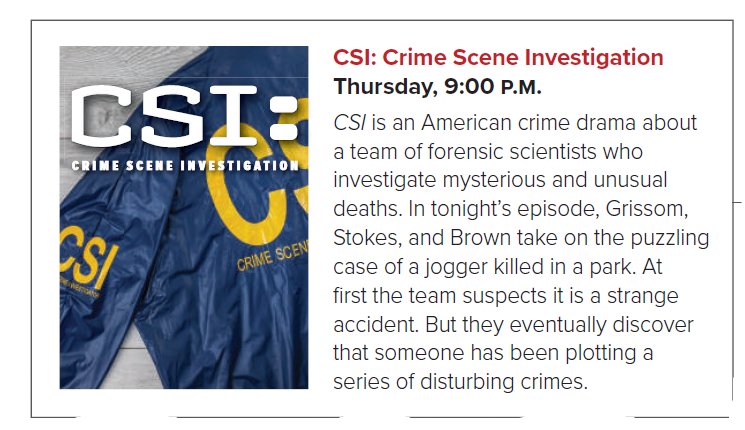 CSI:
CRIME SCENE INVESTIGATION
CSI
CS
CRIME SCEN
CSI: Crime Scene Investigation
Thursday, 9:00 P.M.
CSI is an American crime drama about
a team of forensic scientists who
investigate mysterious and unusual
deaths. In tonight's episode, Grissom,
Stokes, and Brown take on the puzzling
case of a jogger killed in a park. At
first the team suspects it is a strange
accident. But they eventually discover
that someone has been plotting a
series of disturbing crimes.